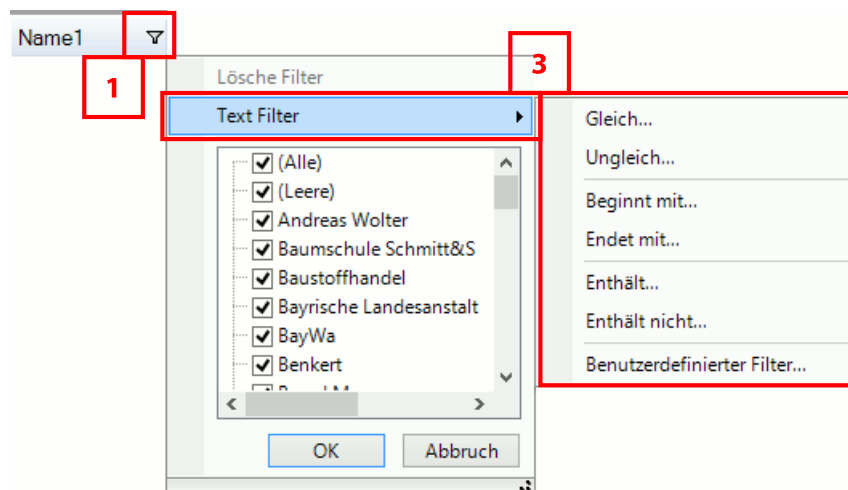 Name1
1
3
Lösche Filter
Text Filter
(Alle)
(Leere)
Andreas Wolter
Baumschule Schmitt&S
Baustoffhandel
Bayrische Landesanstalt
BayWa
Benkert
OK
Abbruch
Gleich...
Ungleich...
Beginnt mit...
Endet mit...
Enthält...
Enthält nicht...
Benutzerdefinierter Filter...